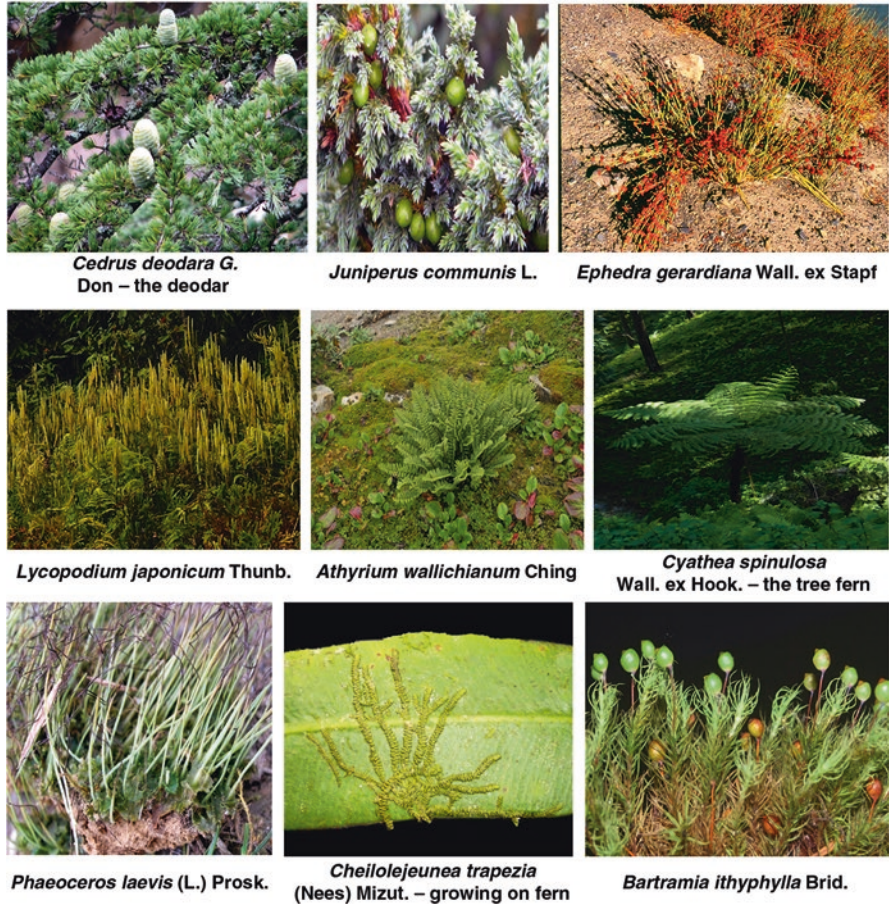 Cedrus deodara G.
Don – the deodar
Juniperus communis L.
Ephedra gerardiana Wall. ex Stapf
Lycopodium japonicum Thunb.
Athyrium wallichianum Ching
Cyathea spinulosa
Wall. ex Hook. – the tree fern
Phaeoceros laevis (L.) Prosk.
Cheilolejeunea trapezia
(Nees) Mizut. – growing on fern
Bartramia ithyphylla Brid.